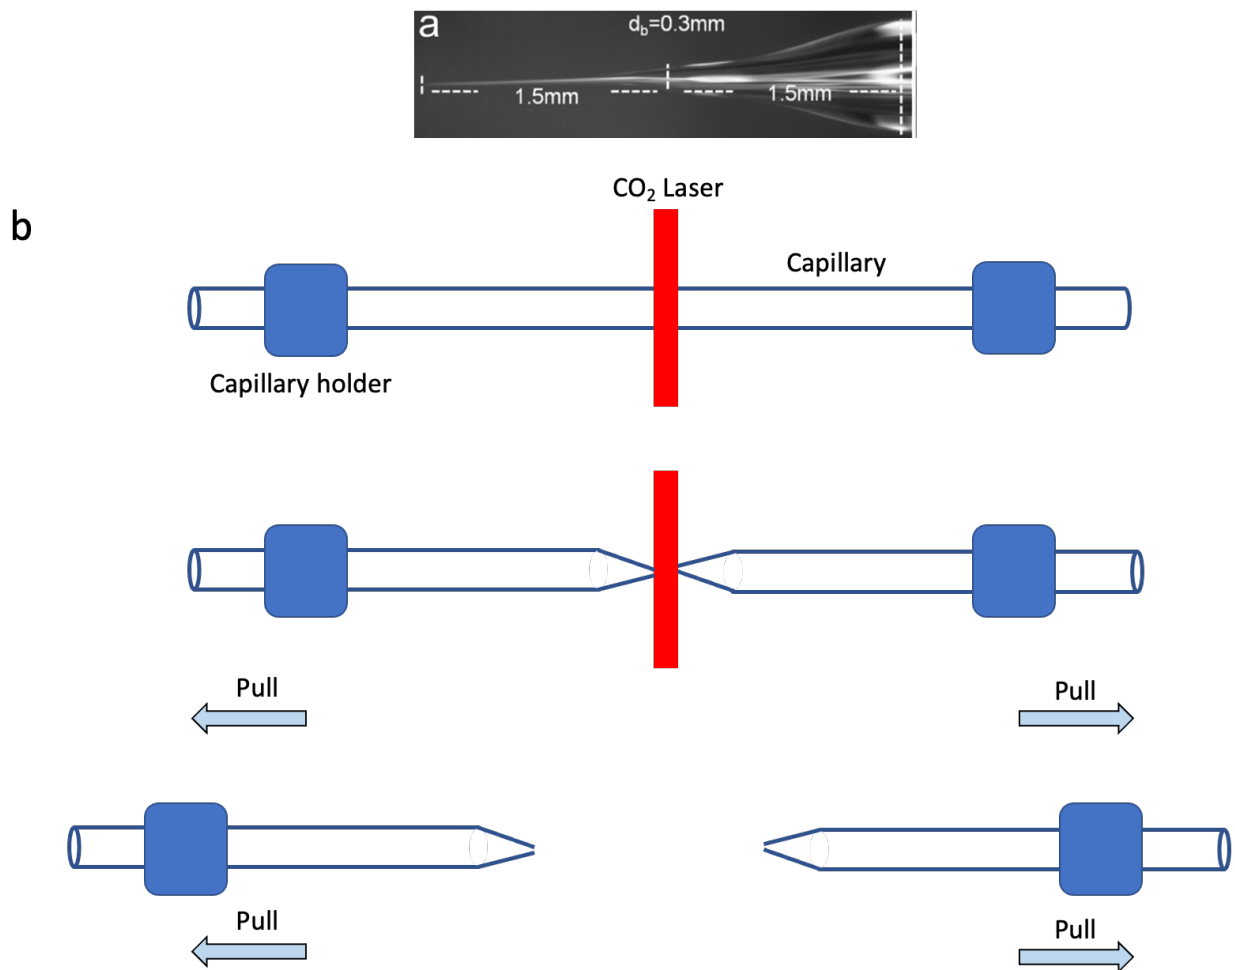 a
d_b=0.3mm
1.5mm
1.5mm
CO₂ Laser
b
Capillary
Capillary holder
Pull
Pull
Pull
Pull